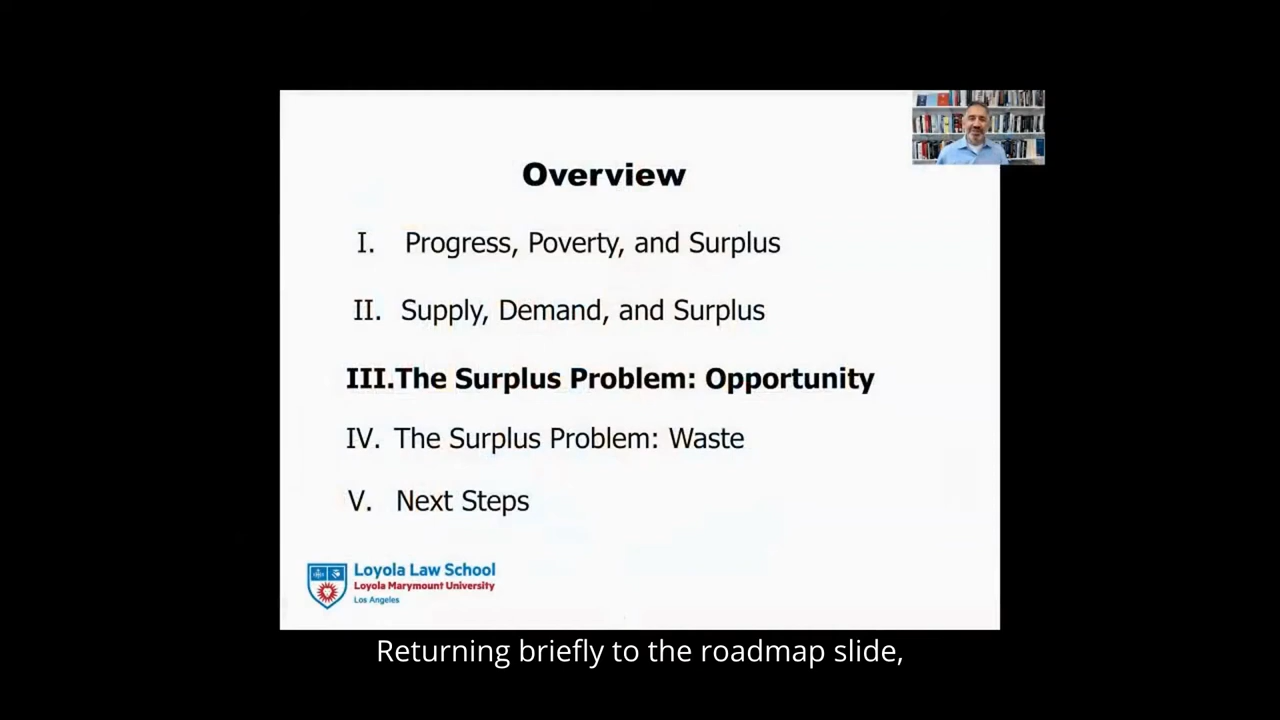 Overview
I. Progress, Poverty, and Surplus
II. Supply, Demand, and Surplus
III.The Surplus Problem: Opportunity
IV. The Surplus Problem: Waste
V. Next Steps
Loyola Law School
Loyola Marymount University
Los Angeles
Returning briefly to the roadmap slide,